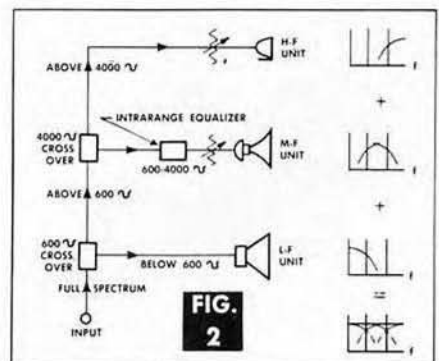 H-F
UNIT
ABOVE 4000 ∿
f
INTRARANGE EQUALIZER
+
4000 ∿
CROSS
OVER
M-F
UNIT
600-4000 ∿
f
ABOVE 600 ∿
+
600 ∿
CROSS
OVER
L-F
UNIT
BELOW 600 ∿
f
FULL SPECTRUM
=
FIG.
2
INPUT
f